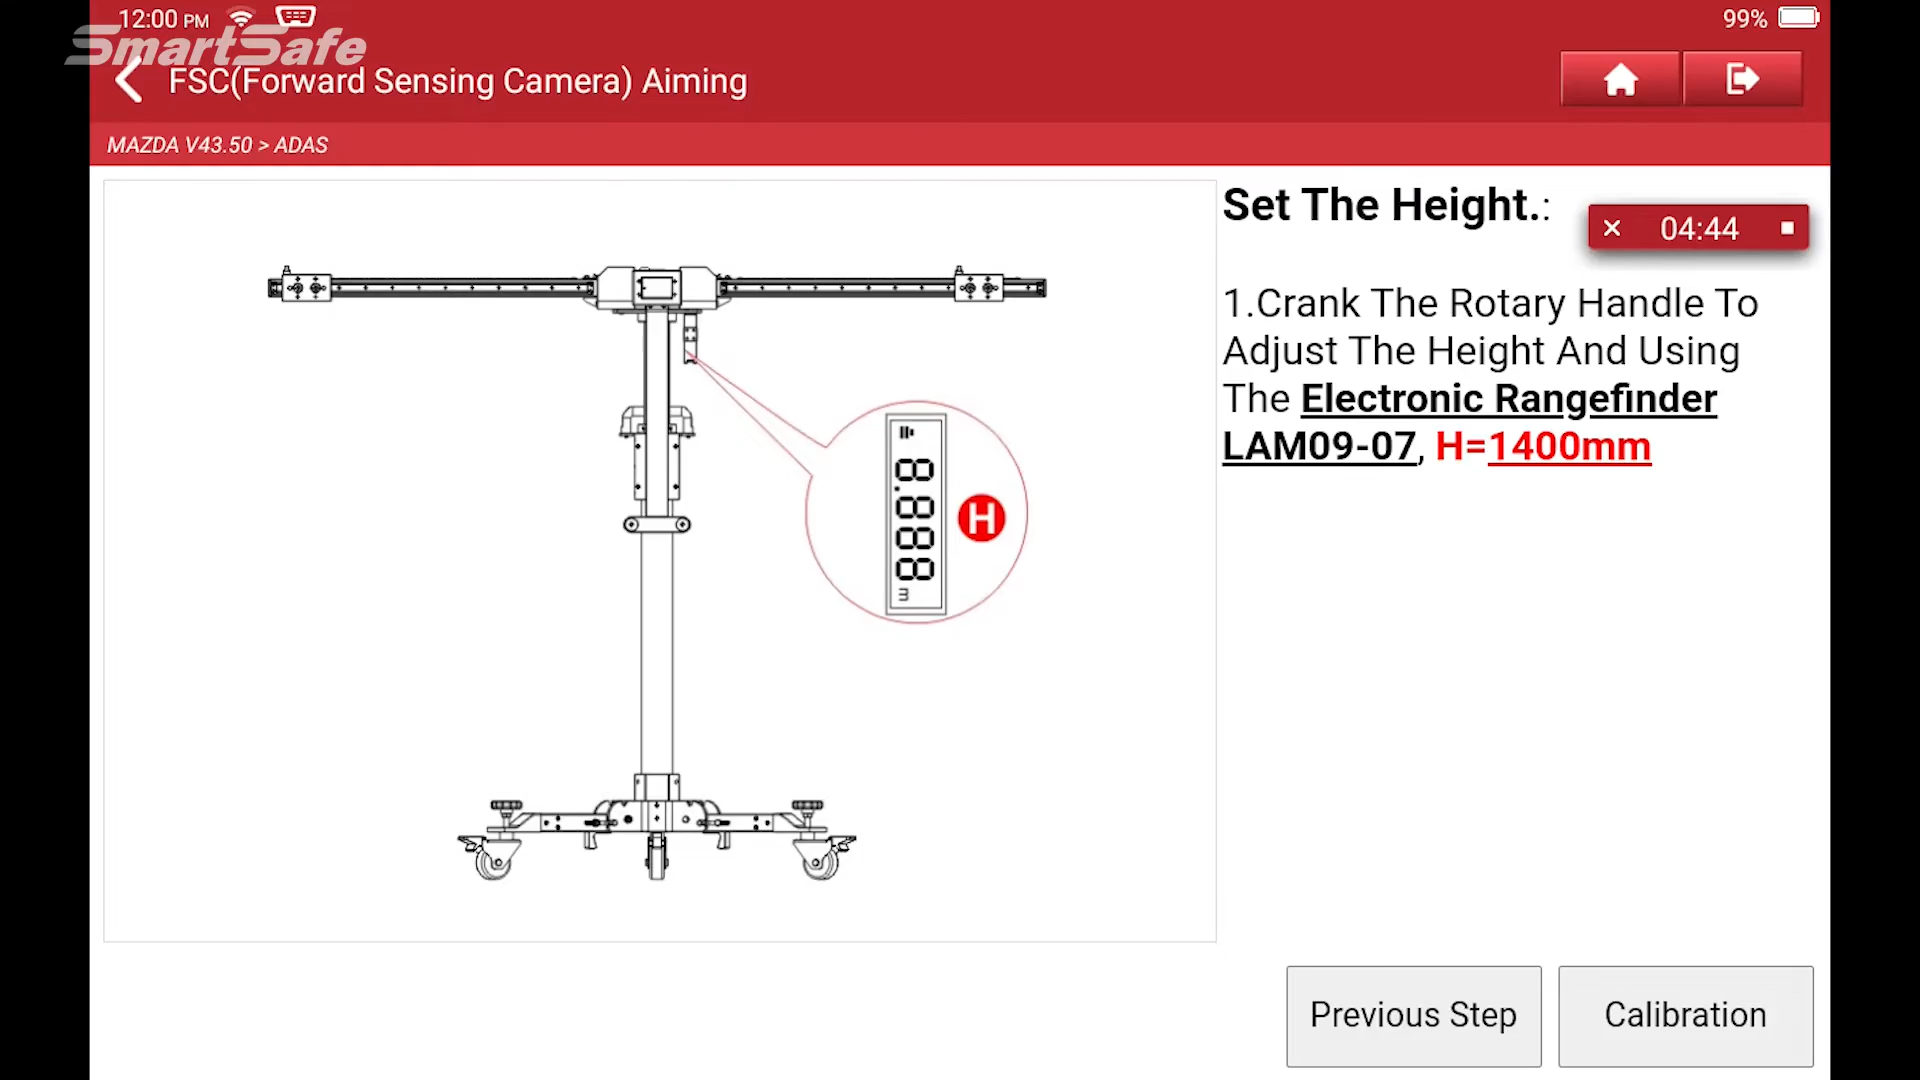 12:00 PM
99%
SmartSafe
FSC(Forward Sensing Camera) Aiming
MAZDA V43.50 > ADAS
Set The Height.:
04:44
1.Crank The Rotary Handle To
Adjust The Height And Using
The Electronic Rangefinder
LAM09-07, H=1400mm
8.888
m
H
Previous Step
Calibration